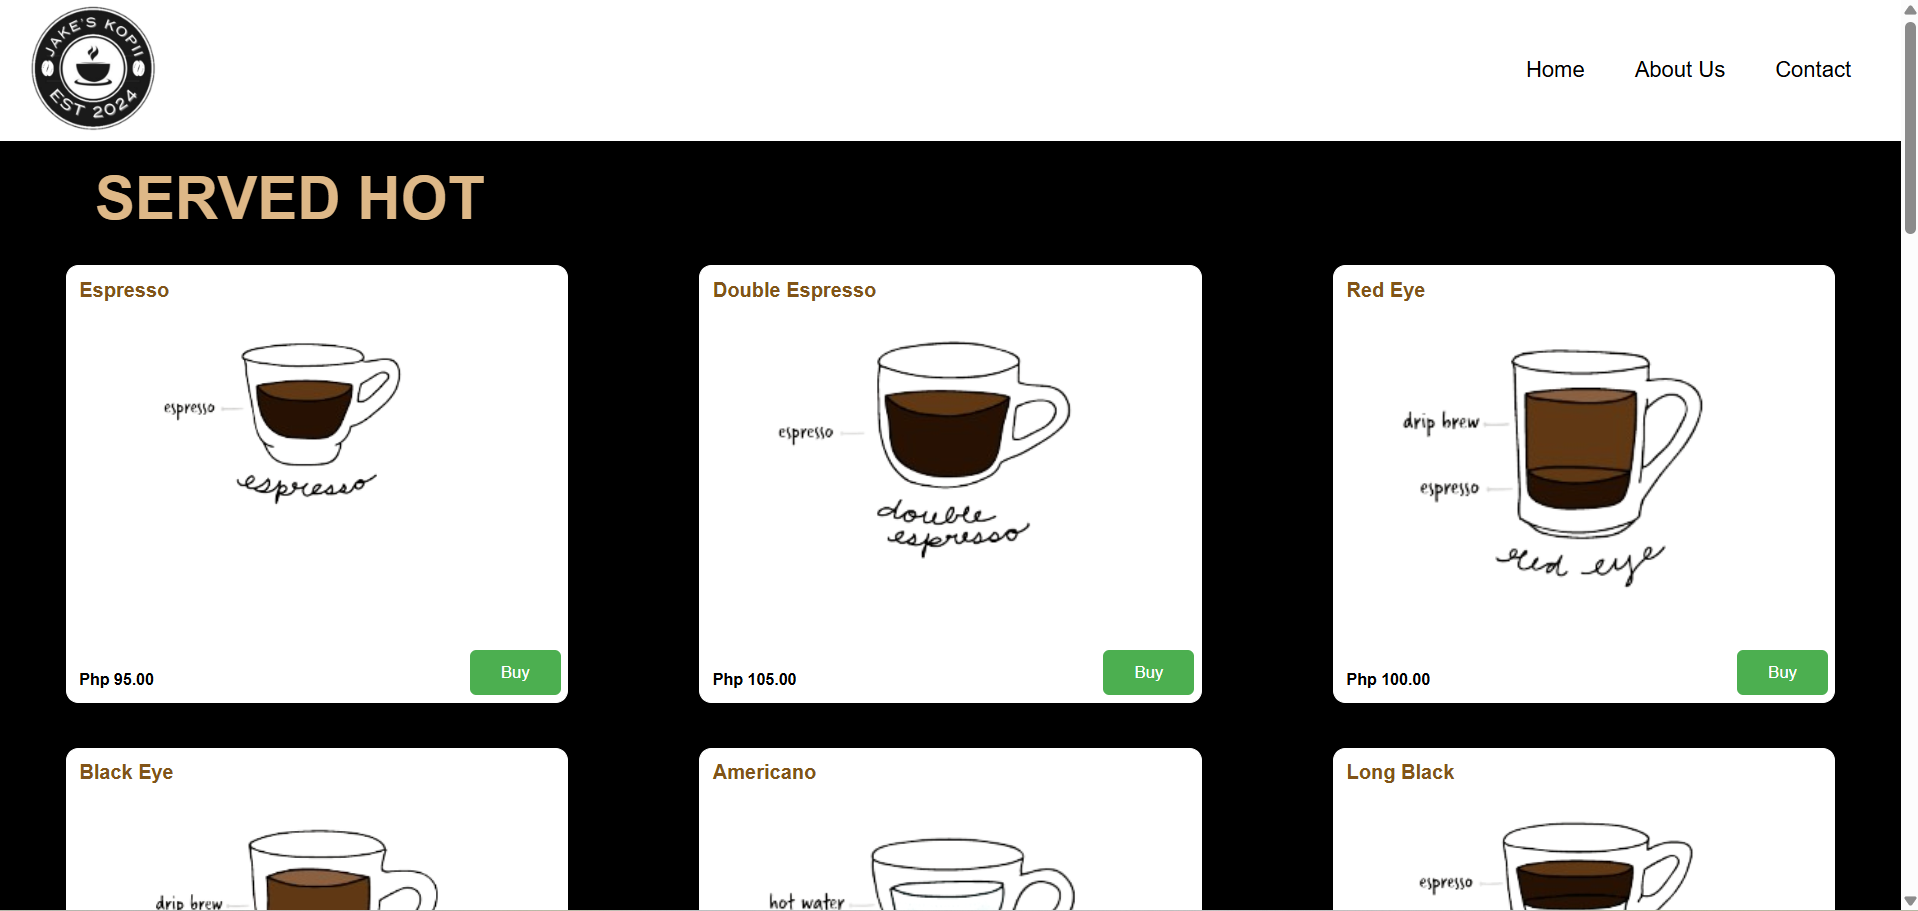 JAKE'S KOPII
EST 2024
Home About Us Contact
SERVED HOT
Espresso
espresso
espresso
Php 95.00
Buy
Double Espresso
espresso
double
espresso
Php 105.00
Buy
Red Eye
drip brew
espresso
red eye
Php 100.00
Buy
Black Eye
drip brew
Americano
hot water
Long Black
espresso